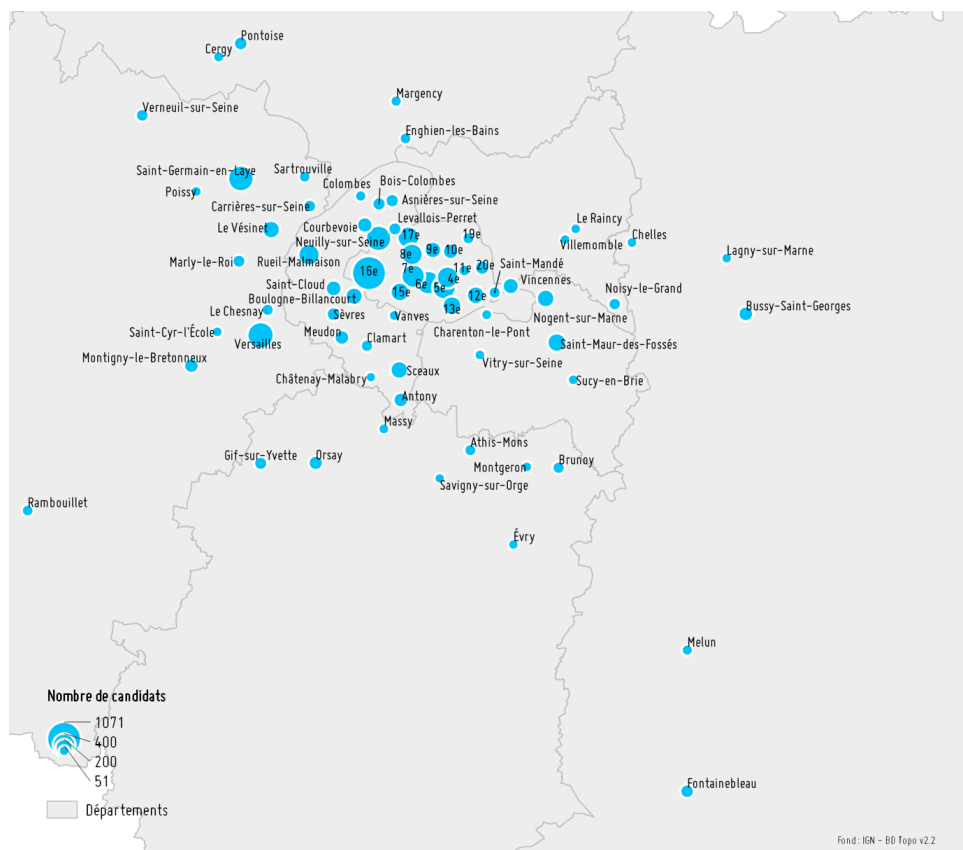 Pontoise
Cergy
Margency
Verneuil-sur-Seine
Enghien-les-Bains
Saint-Germain-en-Laye
Sartrouville
Colombes
Bois-Colombes
Poissy
Asnières-sur-Seine
Carrières-sur-Seine
Le Vésinet
Courbevoie
Levallois-Perret
Le Raincy
Neuilly-sur-Seine
17e
19e
Villemomble
Chelles
8e
9e
10e
Lagny-sur-Marne
Marly-le-Roi
Rueil-Malmaison
16e
7e
11e
20e
Saint-Mandé
Saint-Cloud
6e
5e
4e
Vincennes
Noisy-le-Grand
Boulogne-Billancourt
15e
12e
Le Chesnay
Sèvres
Vanves
13e
Nogent-sur-Marne
Bussy-Saint-Georges
Saint-Cyr-l'École
Versailles
Meudon
Clamart
Charenton-le-Pont
Saint-Maur-des-Fossés
Montigny-le-Bretonneux
Vitry-sur-Seine
Châtenay-Malabry
Sceaux
Sucy-en-Brie
Antony
Massy
Athis-Mons
Gif-sur-Yvette
Orsay
Montgeron
Brunoy
Savigny-sur-Orge
Rambouillet
Évry
Melun
Nombre de candidats
1071
400
200
51
Départements
Fontainebleau
Fond : IGN - BD Topo v2.2